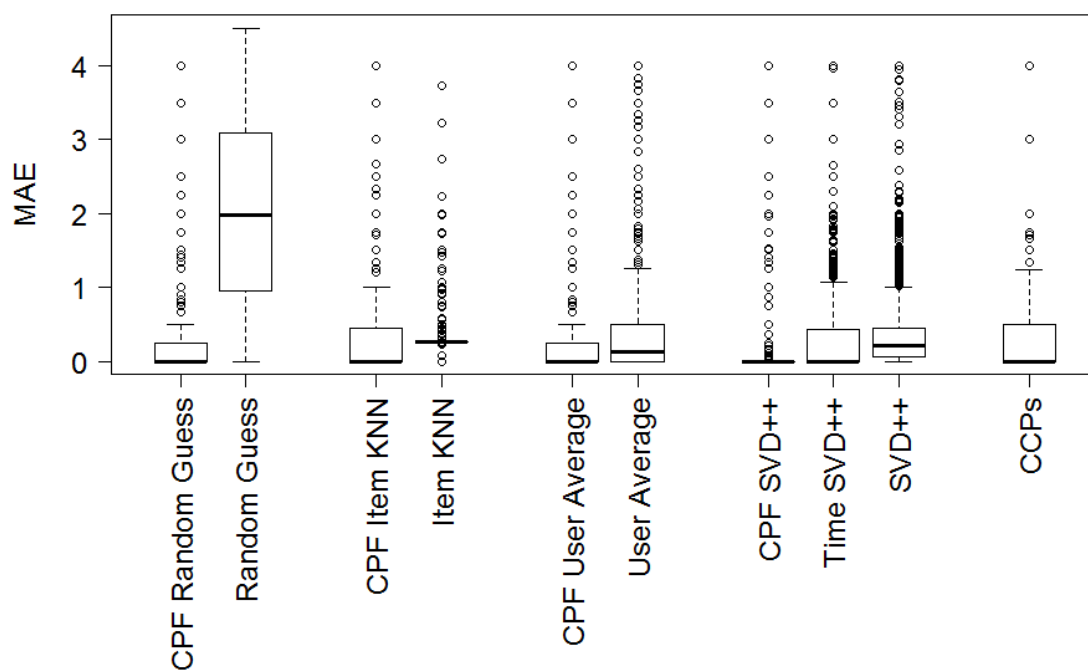 MAE
4
3
2
1
0
CPF Random Guess
Random Guess
CPF Item KNN
Item KNN
CPF User Average
User Average
CPF SVD++
Time SVD++
SVD++
CCPs